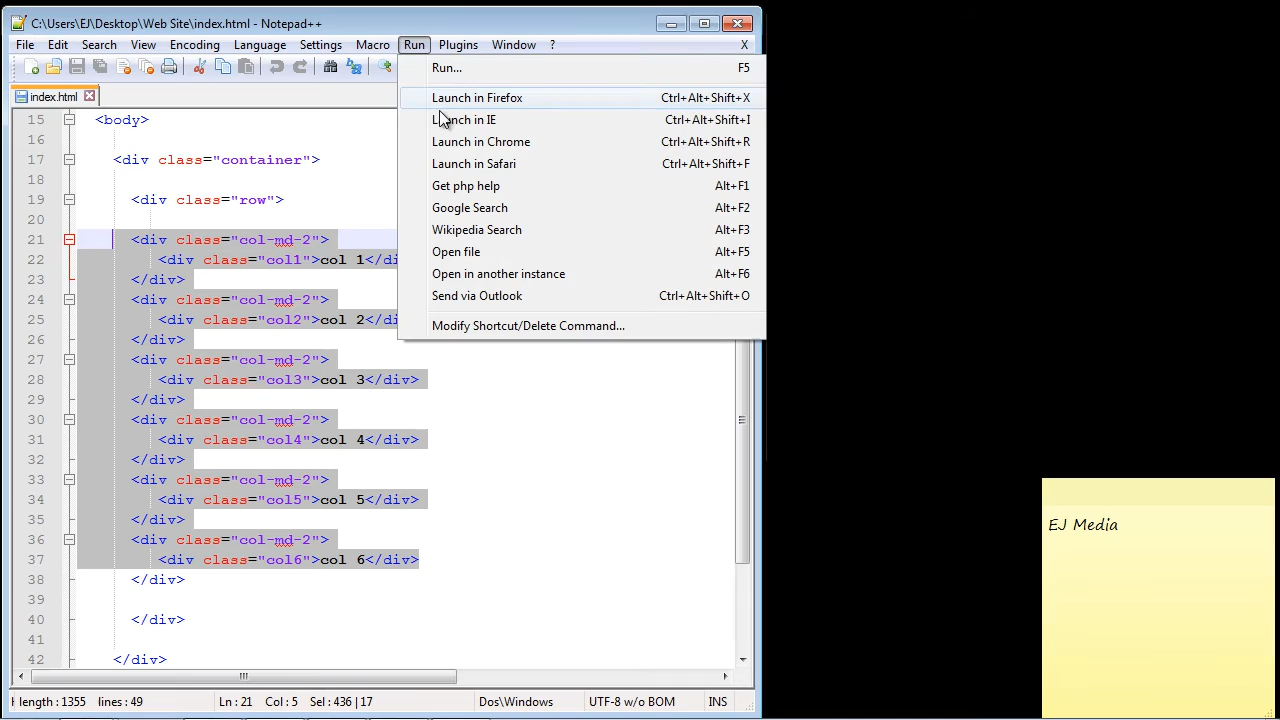 C:\Users\EJ\Desktop\Web Site\index.html - Notepad++
File Edit Search View Encoding Language Settings Macro Run Plugins Window ? X
index.html
Run... F5
Launch in Firefox Ctrl+Alt+Shift+X
Launch in IE Ctrl+Alt+Shift+I
Launch in Chrome Ctrl+Alt+Shift+R
Launch in Safari Ctrl+Alt+Shift+F
Get php help Alt+F1
Google Search Alt+F2
Wikipedia Search Alt+F3
Open file Alt+F5
Open in another instance Alt+F6
Send via Outlook Ctrl+Alt+Shift+O
Modify Shortcut/Delete Command...
15 <body>
16
17 <div class="container">
18
19 <div class="row">
20
21 <div class="col-md-2">
22 <div class="col1">col 1</di
23 </div>
24 <div class="col-md-2">
25 <div class="col2">col 2</di
26 </div>
27 <div class="col-md-2">
28 <div class="col3">col 3</div>
29 </div>
30 <div class="col-md-2">
31 <div class="col4">col 4</div>
32 </div>
33 <div class="col-md-2">
34 <div class="col5">col 5</div>
35 </div>
36 <div class="col-md-2">
37 <div class="col6">col 6</div>
38 </div>
39
40 </div>
41
42 </div>
length : 1355 lines : 49 Ln : 21 Col : 5 Sel : 436 | 17 Dos\Windows UTF-8 w/o BOM INS
EJ Media